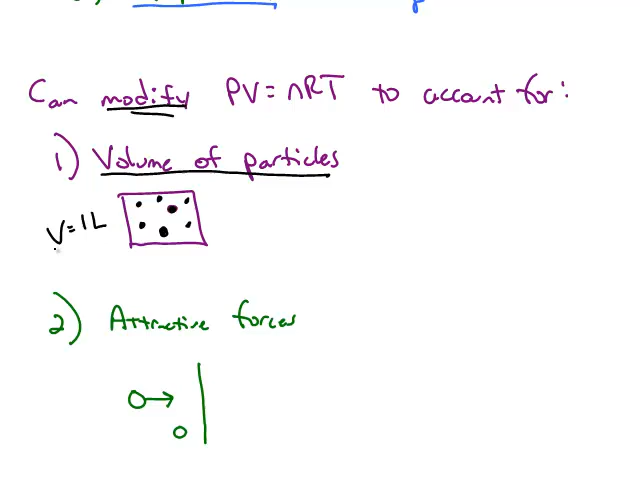 Can modify PV = nRT to account for:
1) Volume of particles
V = 1L
2) Attractive forces